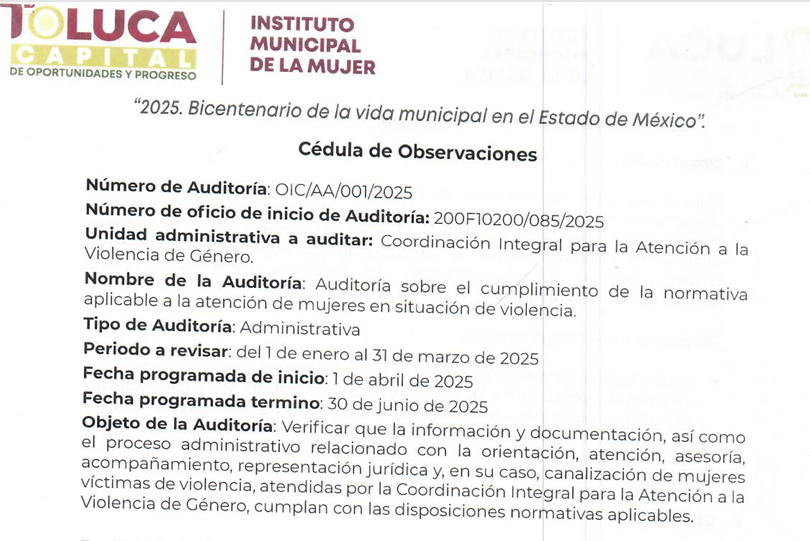 TOLUCA
CAPITAL
DE OPORTUNIDADES Y PROGRESO
INSTITUTO
MUNICIPAL
DE LA MUJER
“2025. Bicentenario de la vida municipal en el Estado de México”.
Cédula de Observaciones
Número de Auditoría: OIC/AA/001/2025
Número de oficio de inicio de Auditoría: 200F10200/085/2025
Unidad administrativa a auditar: Coordinación Integral para la Atención a la
Violencia de Género.
Nombre de la Auditoría: Auditoría sobre el cumplimiento de la normativa
aplicable a la atención de mujeres en situación de violencia.
Tipo de Auditoría: Administrativa
Periodo a revisar: del 1 de enero al 31 de marzo de 2025
Fecha programada de inicio: 1 de abril de 2025
Fecha programada termino: 30 de junio de 2025
Objeto de la Auditoría: Verificar que la información y documentación, así como
el proceso administrativo relacionado con la orientación, atención, asesoría,
acompañamiento, representación jurídica y, en su caso, canalización de mujeres
víctimas de violencia, atendidas por la Coordinación Integral para la Atención a la
Violencia de Género, cumplan con las disposiciones normativas aplicables.